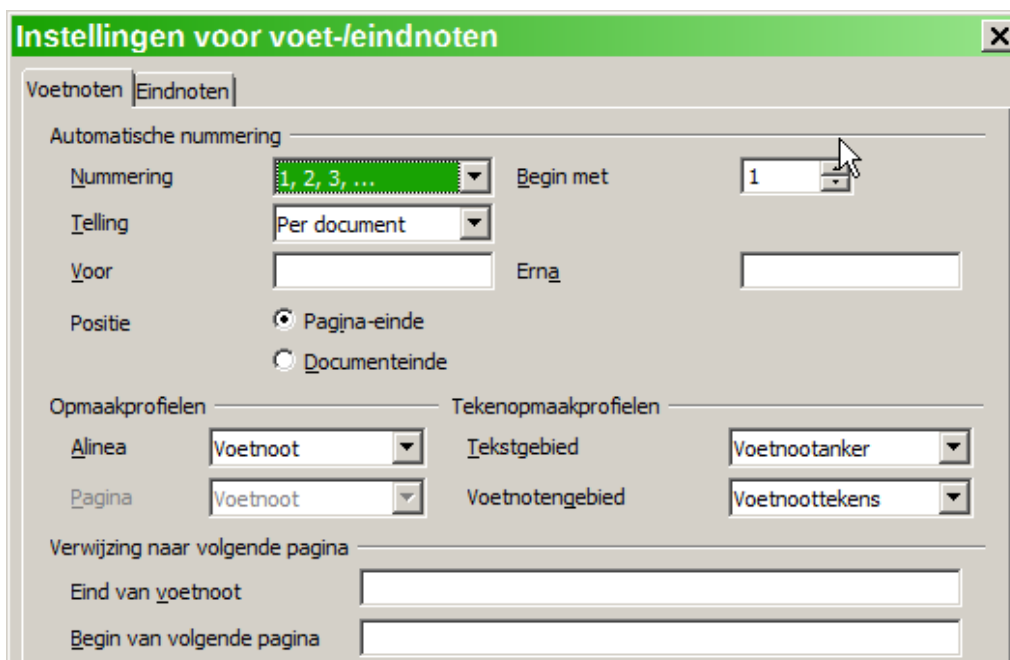 Instellingen voor voet-/eindnoten
Voetnoten Eindnoten
Automatische nummering
Nummering 1, 2, 3, ... Begin met 1
Telling Per document
Voor Erna
Positie Pagina-einde
Documenteinde
Opmaakprofielen Tekenopmaakprofielen
Alinea Voetnoot Tekstgebied Voetnootanker
Pagina Voetnoot Voetnotengebied Voetnoottekens
Verwijzing naar volgende pagina
Eind van voetnoot
Begin van volgende pagina